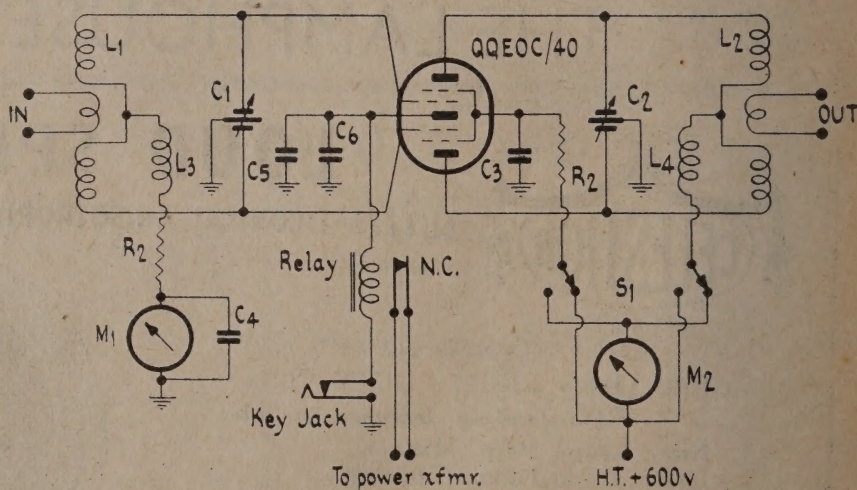 L1
L2
QQEOC/40
C1
C2
IN
OUT
C6
C5
L3
C3
R2
L4
R2
Relay
N.C.
S1
M1
C4
M2
Key Jack
To power xfmr.
H.T.+600v